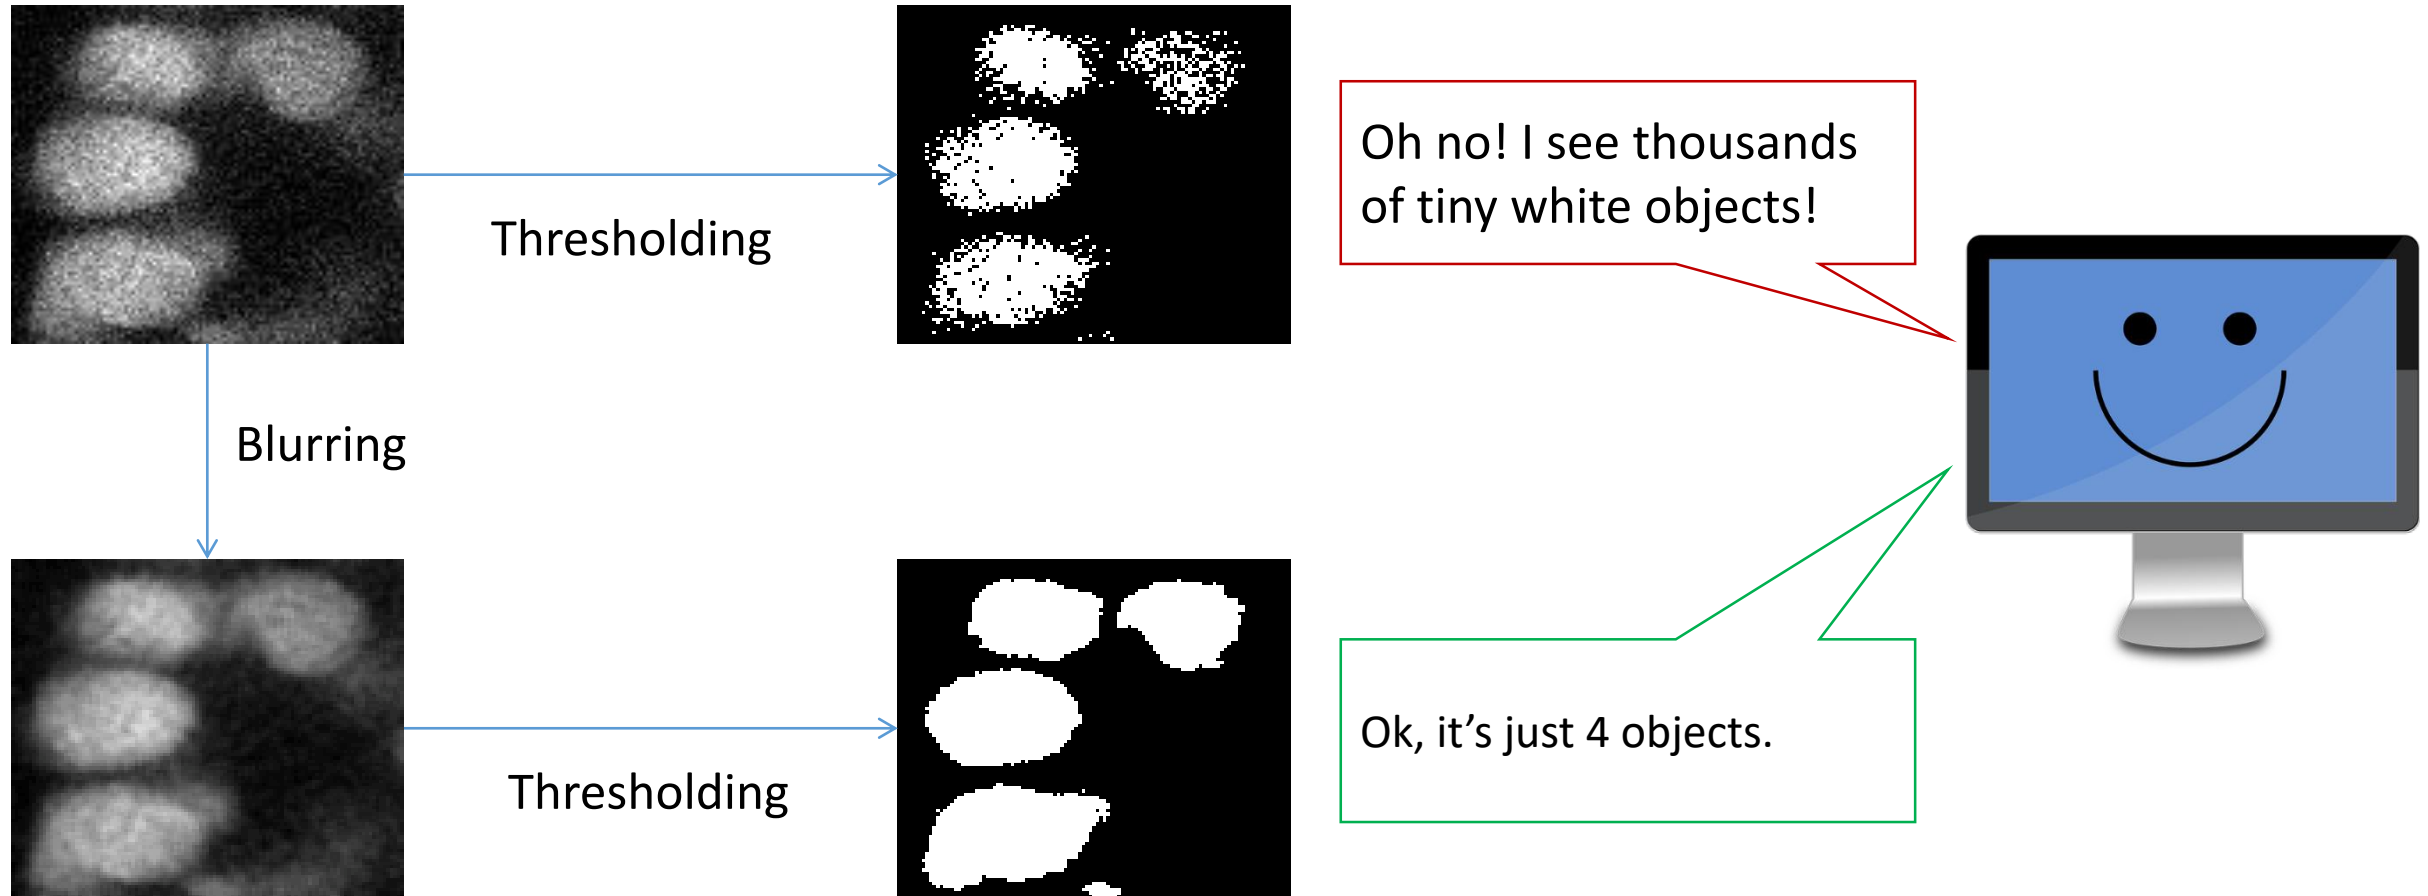 Thresholding
Oh no! I see thousands
of tiny white objects!
Blurring
Thresholding
Ok, it’s just 4 objects.